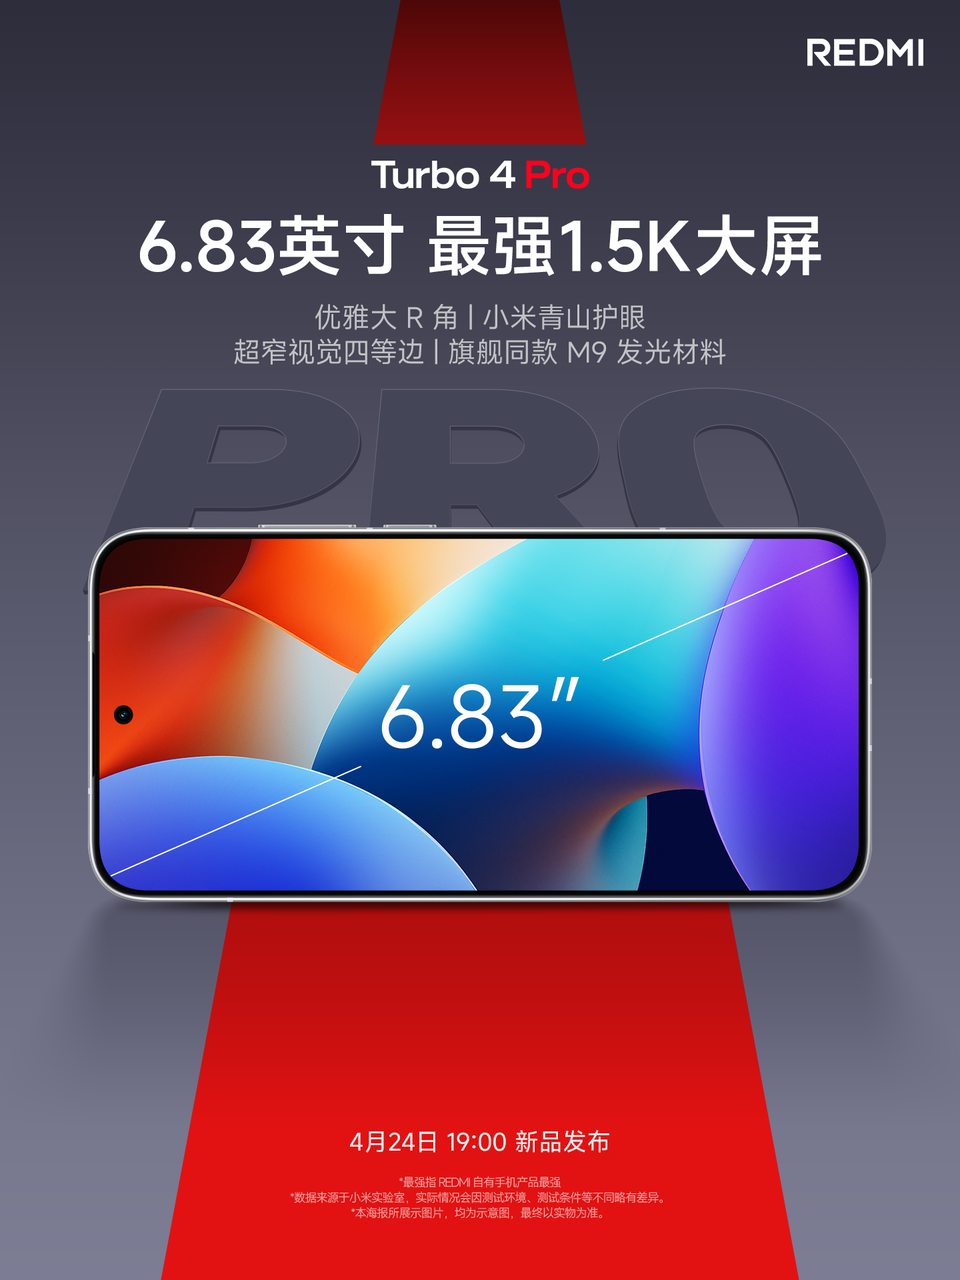 REDMI
Turbo 4 Pro
6.83英寸 最强1.5K大屏
优雅大 R 角 | 小米青山护眼
超窄视觉四等边 | 旗舰同款 M9 发光材料
PRO
6.83″
4月24日 19:00 新品发布
*最强指 REDMI 自有手机产品最强
*数据来源于小米实验室，实际情况会因测试环境、测试条件等不同略有差异。
*本海报所展示图片，均为示意图，最终以实物为准。